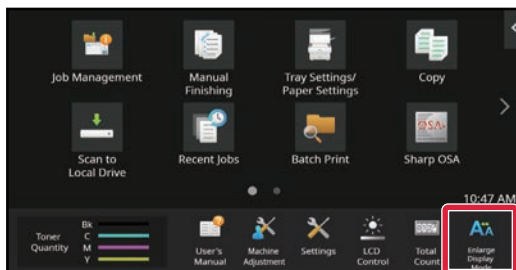 Job Management
Manual
Finishing
Tray Settings/
Paper Settings
Copy
Scan to
Local Drive
Recent Jobs
Batch Print
OSA
Sharp OSA
10:47 AM
Toner
Quantity
Bk
C
M
Y
User's
Manual
Machine
Adjustment
Settings
LCD
Control
Total
Count
AA
Enlarge
Display
Mode